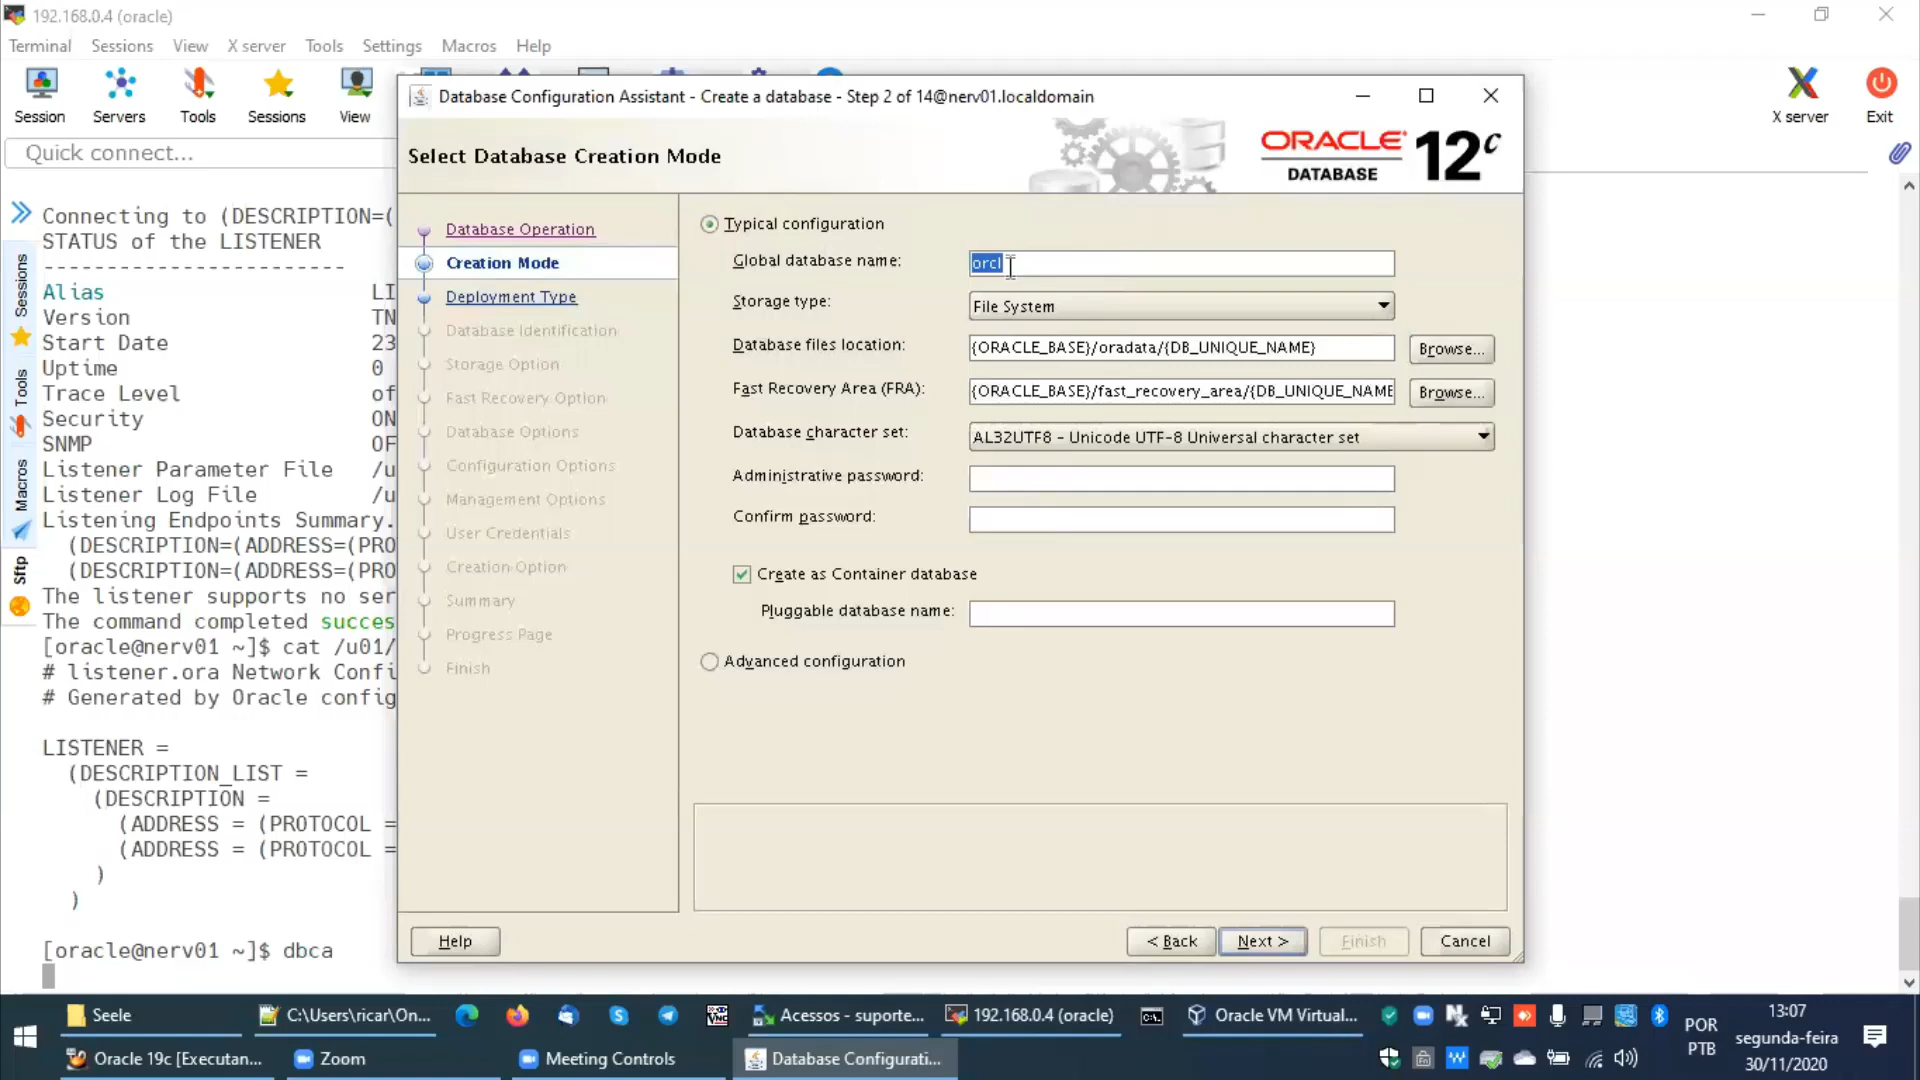 192.168.0.4 (oracle)
Terminal Sessions View X server Tools Settings Macros Help
Session Servers Tools Sessions View X server Exit
Quick connect...
Sessions
Tools
Macros
Sftp
Connecting to (DESCRIPTION=(
STATUS of the LISTENER
------------------------
Alias LI
Version TN
Start Date 23
Uptime 0
Trace Level of
Security ON
SNMP OF
Listener Parameter File /u
Listener Log File /u
Listening Endpoints Summary.
(DESCRIPTION=(ADDRESS=(PRO
(DESCRIPTION=(ADDRESS=(PRO
The listener supports no ser
The command completed succes
[oracle@nerv01 ~]$ cat /u01/
# listener.ora Network Confi
# Generated by Oracle config
LISTENER =
(DESCRIPTION_LIST =
(DESCRIPTION =
(ADDRESS = (PROTOCOL =
(ADDRESS = (PROTOCOL =
)
)
[oracle@nerv01 ~]$ dbca
Database Configuration Assistant - Create a database - Step 2 of 14@nerv01.localdomain
Select Database Creation Mode
ORACLE DATABASE 12c
Database Operation
Creation Mode
Deployment Type
Database Identification
Storage Option
Fast Recovery Option
Database Options
Configuration Options
Management Options
User Credentials
Creation Option
Summary
Progress Page
Finish
Typical configuration
Global database name: orcl
Storage type: File System
Database files location: {ORACLE_BASE}/oradata/{DB_UNIQUE_NAME} Browse...
Fast Recovery Area (FRA): {ORACLE_BASE}/fast_recovery_area/{DB_UNIQUE_NAME Browse...
Database character set: AL32UTF8 - Unicode UTF-8 Universal character set
Administrative password:
Confirm password:
Create as Container database
Pluggable database name:
Advanced configuration
Help < Back Next > Finish Cancel
Seele C:\Users\ricar\On... Acessos - suporte... 192.168.0.4 (oracle) Oracle VM Virtual...
Oracle 19c [Executan... Zoom Meeting Controls Database Configurati...
POR
PTB
13:07
segunda-feira
30/11/2020